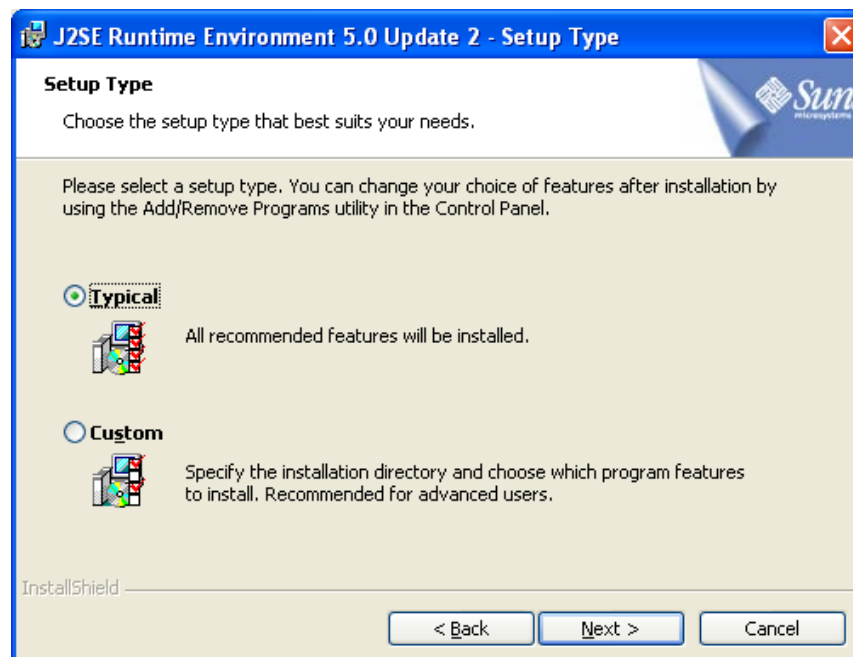 J2SE Runtime Environment 5.0 Update 2 - Setup Type
Setup Type
Choose the setup type that best suits your needs.
Sun
microsystems
Please select a setup type. You can change your choice of features after installation by
using the Add/Remove Programs utility in the Control Panel.
Typical
All recommended features will be installed.
Custom
Specify the installation directory and choose which program features
to install. Recommended for advanced users.
InstallShield
< Back
Next >
Cancel